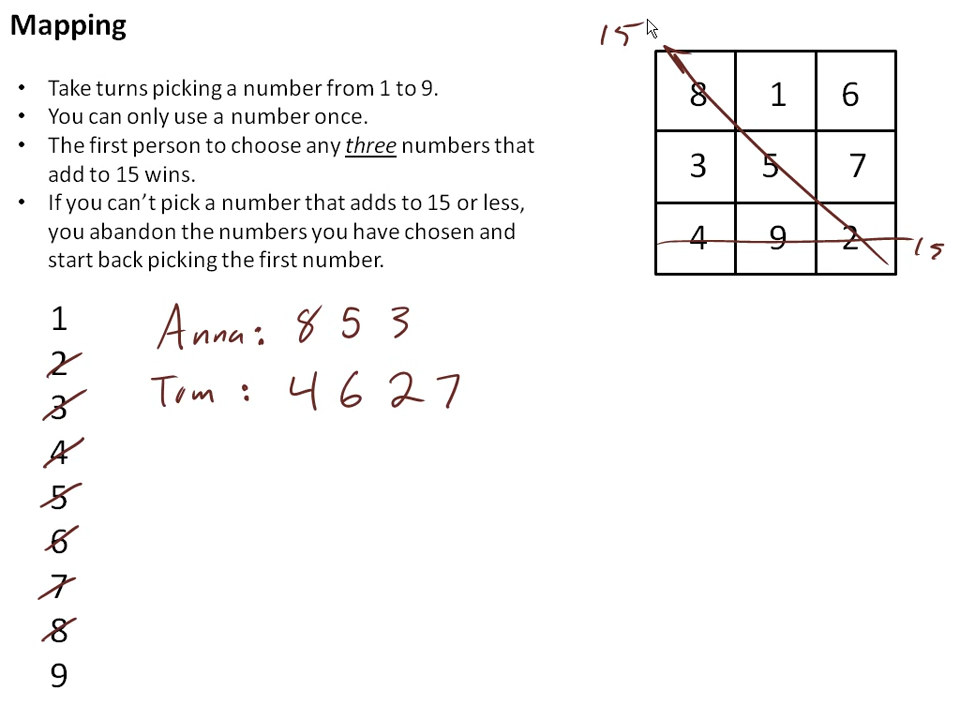 Mapping
• Take turns picking a number from 1 to 9.
• You can only use a number once.
• The first person to choose any three numbers that
add to 15 wins.
• If you can't pick a number that adds to 15 or less,
you abandon the numbers you have chosen and
start back picking the first number.
1
2
3
4
5
6
7
8
9
Anna: 8 5 3
Tom : 4 6 2 7
15
8 1 6
3 5 7
4 9 2
15